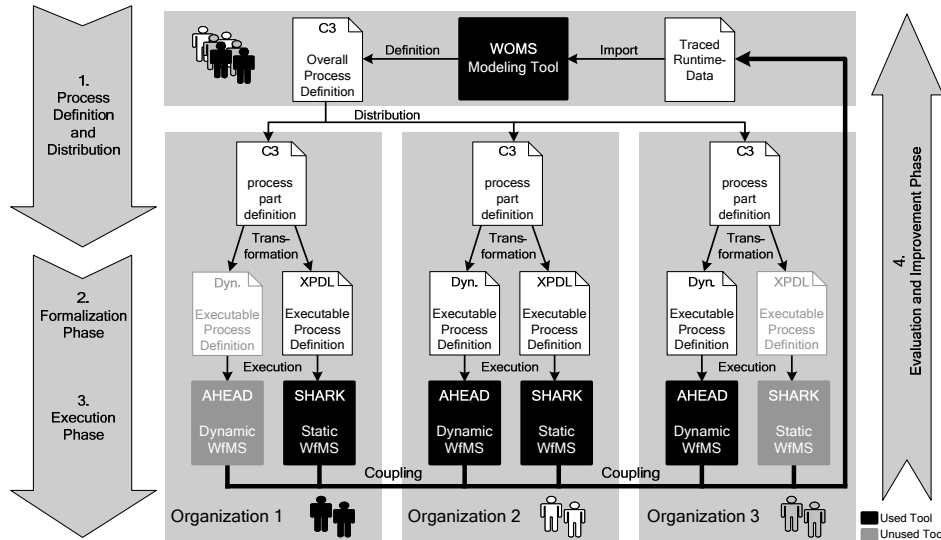 1.
Process
Definition
and
Distribution
2.
Formalization
Phase
3.
Execution
Phase
C3
Overall
Process
Definition
Definition
WOMS
Modeling Tool
Import
Traced
Runtime-
Data
Distribution
C3
process
part
definition
Trans-
formation
Dyn.
Executable
Process
Definition
XPDL
Executable
Process
Definition
Execution
AHEAD
Dynamic
WfMS
SHARK
Static
WfMS
Organization 1
Coupling
C3
process
part
definition
Trans-
formation
Dyn.
Executable
Process
Definition
XPDL
Executable
Process
Definition
Execution
AHEAD
Dynamic
WfMS
SHARK
Static
WfMS
Organization 2
Coupling
C3
process
part
definition
Trans-
formation
Dyn.
Executable
Process
Definition
XPDL
Executable
Process
Definition
Execution
AHEAD
Dynamic
WfMS
SHARK
Static
WfMS
Organization 3
4.
Evaluation and Improvement Phase
Used Tool
Unused Tool